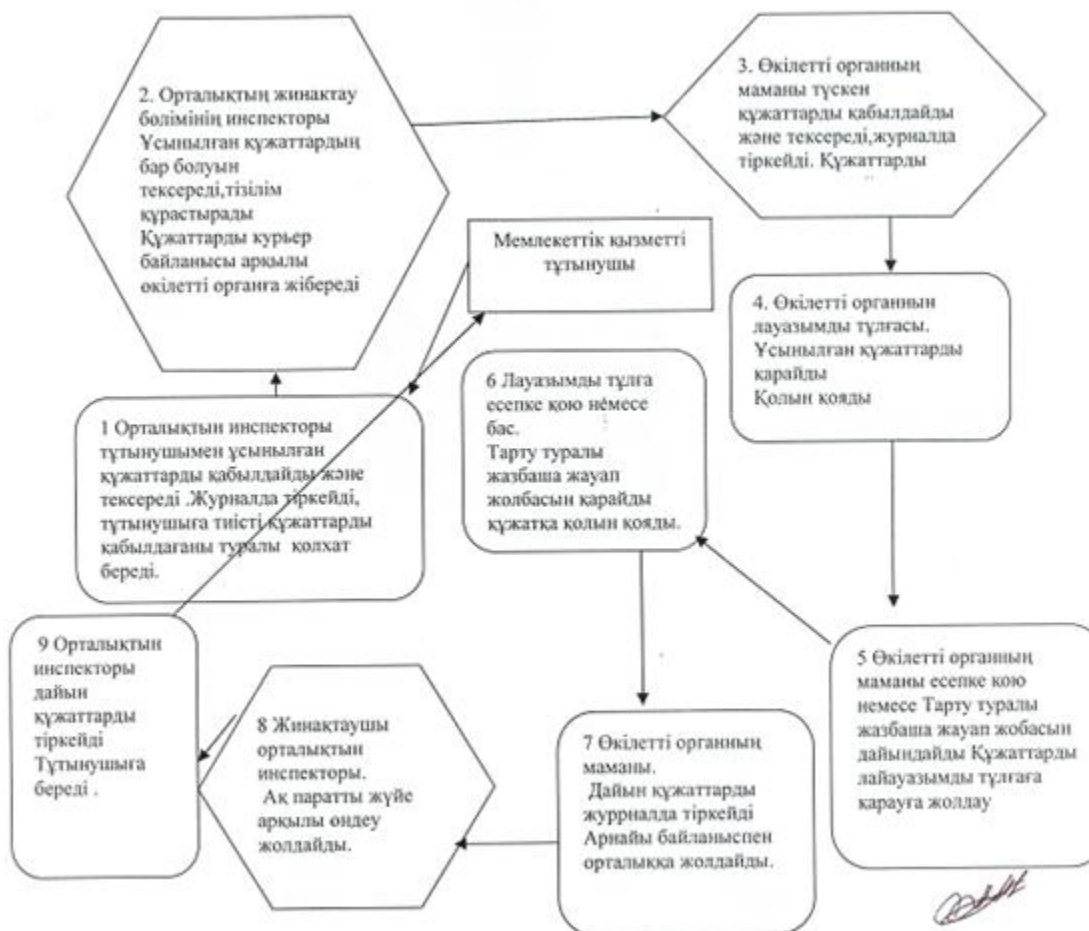 2. Орталықтың жинақтау
бөлімінің инспекторы
Ұсынылған құжаттардың
бар болуын
тексереді,тізілім
құрастырады
Құжаттарды курьер
байланысы арқылы
өкілетті органға жібереді
3. Өкілетті органның
маманы түскен
құжаттарды қабылдайды
және тексереді,журналда
тіркейді. Құжаттарды
Мемлекеттік қызметті
тұтынушы
4. Өкілетті органнын
лауазымды тұлғасы.
Ұсынылған құжаттарды
қарайды
Қолын қояды
6 Лауазымды тұлға
есепке қою немесе
бас.
Тарту туралы
жазбаша жауап
жолбасын қарайды
құжатқа қолын қояды.
1 Орталықтын инспекторы
тұтынушымен ұсынылған
құжаттарды қабылдайды және
тексереді .Журналда тіркейді,
тұтынушыға тиісті құжаттарды
қабылдағаны туралы қолхат
береді.
9 Орталықтын
инспекторы
дайын
құжаттарды
тіркейді
Тұтынушыға
береді .
8 Жинақтаушы
орталықтын
инспекторы.
Ақ паратты жүйе
арқылы өңдеу
жолдайды.
7 Өкілетті органның
маманы.
Дайын құжаттарды
журрналда тіркейді
Арнайы байланыспен
орталыққа жолдайды.
5 Өкілетті органның
маманы есепке қою
немесе Тарту туралы
жазбаша жауап жобасын
дайындайды Құжаттарды
лайауазымды тұлғаға
қарауға жолдау